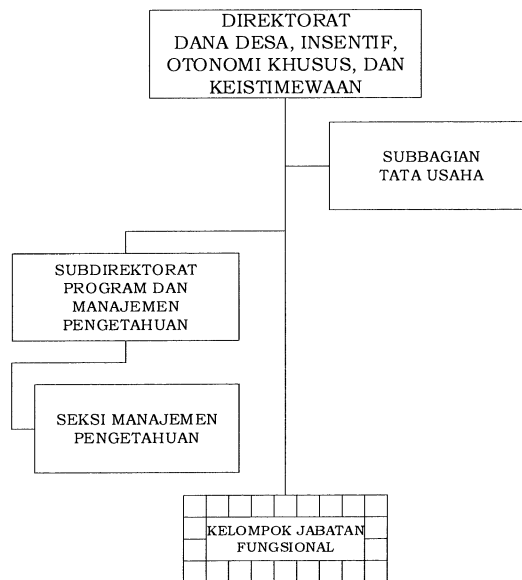 DIREKTORAT
DANA DESA, INSENTIF,
OTONOMI KHUSUS, DAN
KEISTIMEWAAN
SUBBAGIAN
TATA USAHA
SUBDIREKTORAT
PROGRAM DAN
MANAJEMEN
PENGETAHUAN
SEKSI MANAJEMEN
PENGETAHUAN
KELOMPOK JABATAN
FUNGSIONAL